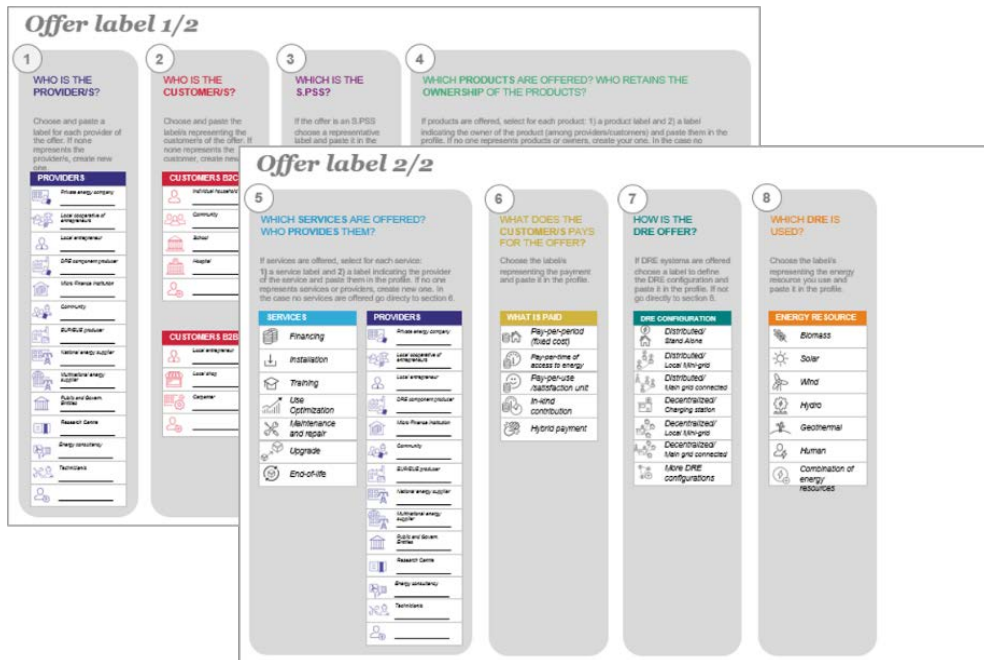 Offer label 1/2
1
WHO IS THE
PROVIDER/S?
Choose and paste a
label for each provider of
the offer. If none
represents the
provider/s, create new
one.
PROVIDERS
Private energy company
Local cooperative of
entrepreneurs
Local entrepreneur
DRE component producer
Micro Finance Institution
Community
National energy supplier
Multinational energy
supplier
Public and Govern.
Entities
Research Centre
Energy consultancy
Technicians
2
WHO IS THE
CUSTOMER/S?
Choose and paste the
label/s representing the
customer/s of the offer. If
none represents the
customer, create new
CUSTOMERS B2C
Individual household
Community
School
Hospital
CUSTOMERS B2B
Local entrepreneur
Local shop
Carpenter
3
WHICH IS THE
S.PSS?
If the offer is an S.PSS
choose a representative
label and paste it in the
4
WHICH PRODUCTS ARE OFFERED? WHO RETAINS THE
OWNERSHIP OF THE PRODUCTS?
If products are offered, select for each product: 1) a product label and 2) a label
indicating the owner of the product (among providers/customers) and paste them in the
profile. If no one represents products or owners, create your one. In the case no
Offer label 2/2
5
WHICH SERVICES ARE OFFERED?
WHO PROVIDES THEM?
If services are offered, select for each service:
1) a service label and 2) a label indicating the provider
of the service and paste them in the profile. If no one
represents services or providers, create new one. In
the case no services are offered go directly to section 6.
SERVICES
Financing
Installation
Training
Use
Optimization
Maintenance
and repair
Upgrade
End-of-life
PROVIDERS
Private energy company
Local cooperative of
entrepreneurs
Local entrepreneur
DRE component producer
Micro Finance Institution
Community
National energy supplier
Multinational energy
supplier
Public and Govern.
Entities
Research Centre
Energy consultancy
Technicians
6
WHAT DOES THE
CUSTOMER/S PAYS
FOR THE OFFER?
Choose the label/s
representing the payment
and paste it in the profile.
WHAT IS PAID
Pay-per-period
(fixed cost)
Pay-per-time of
access to energy
Pay-per-use
/satisfaction unit
In-kind
contribution
Hybrid payment
7
HOW IS THE
DRE OFFER?
If DRE systems are offered
choose a label to define
the DRE configuration and
paste it in the profile. If not
go directly to section 8.
DRE CONFIGURATION
Distributed/
Stand Alone
Distributed/
Local Mini-grid
Distributed/
Main grid connected
Decentralized/
Charging station
Decentralized/
Local Mini-grid
Decentralized/
Main grid connected
More DRE
configurations
8
WHICH DRE IS
USED?
Choose the label/s
representing the energy
resource you use and
paste it in the profile.
ENERGY RESOURCE
Biomass
Solar
Wind
Hydro
Geothermal
Human
Combination of
energy
resources